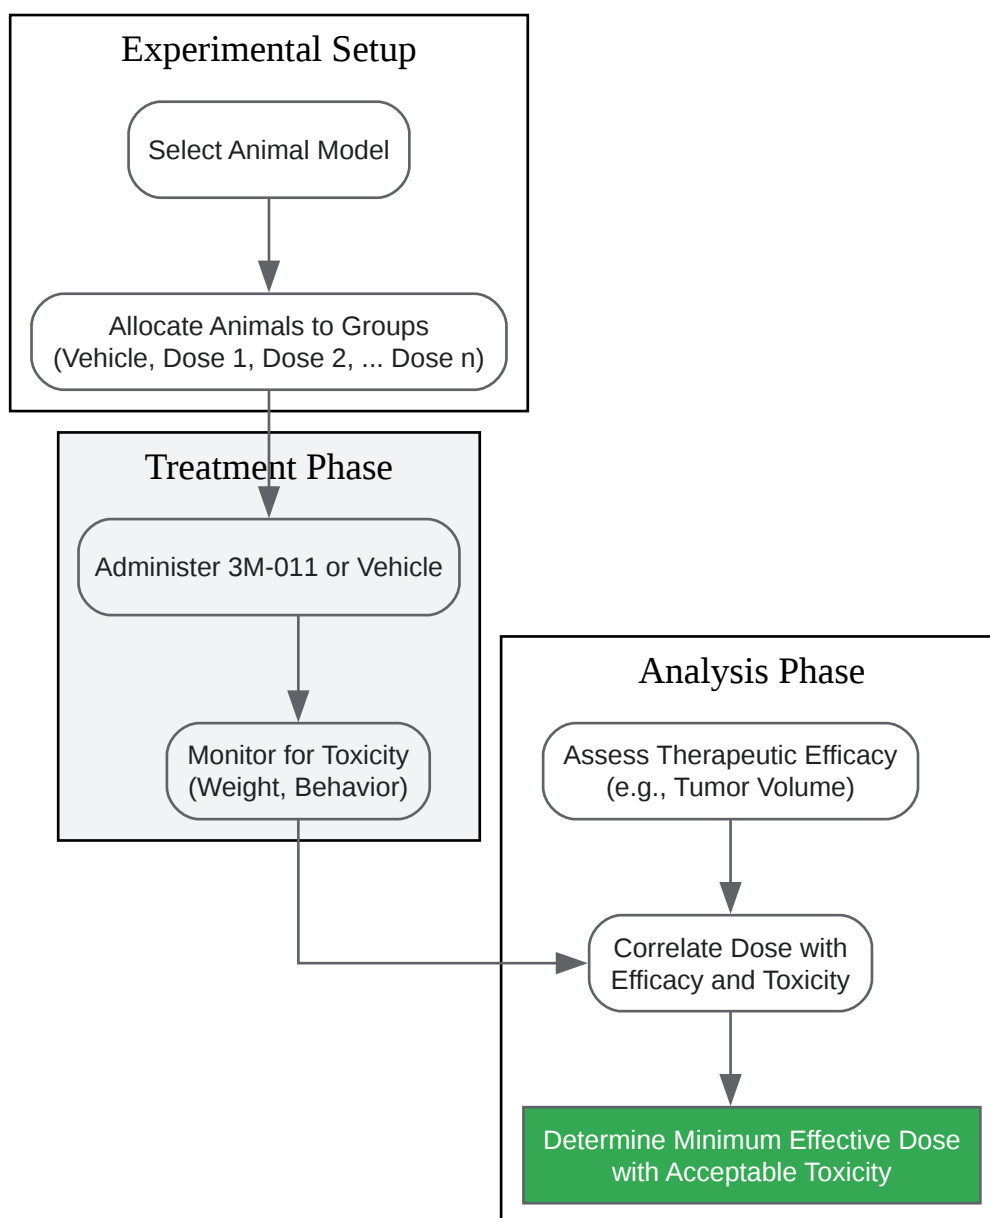 Experimental Setup
Select Animal Model
Allocate Animals to Groups
(Vehicle, Dose 1, Dose 2, ... Dose n)
Treatment Phase
Administer 3M-011 or Vehicle
Monitor for Toxicity
(Weight, Behavior)
Analysis Phase
Assess Therapeutic Efficacy
(e.g., Tumor Volume)
Correlate Dose with
Efficacy and Toxicity
Determine Minimum Effective Dose
with Acceptable Toxicity